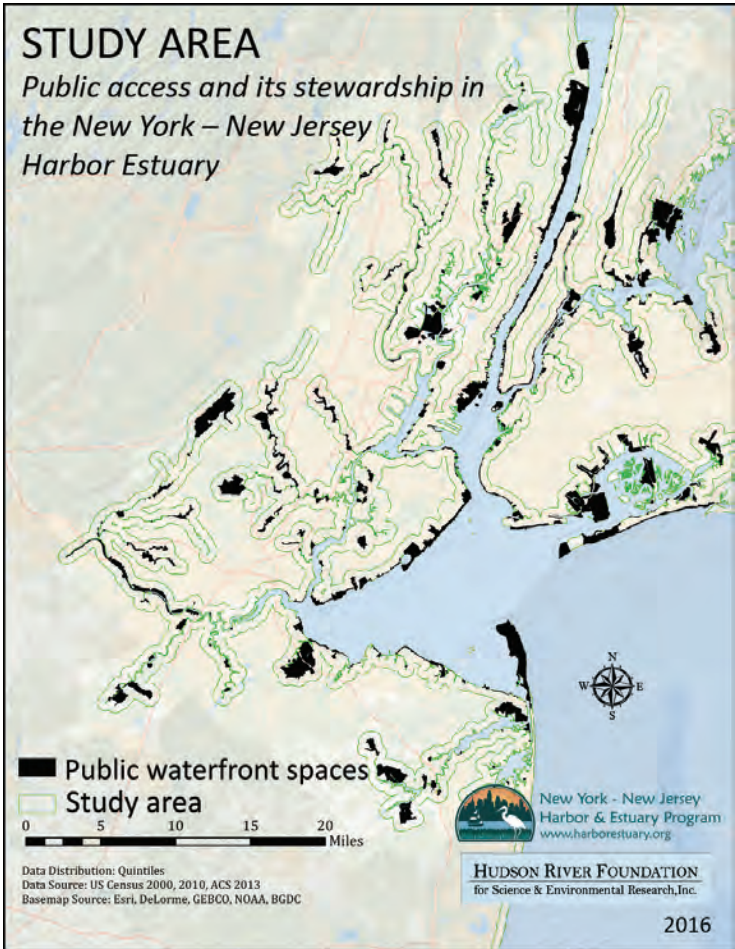 STUDY AREA
Public access and its stewardship in
the New York – New Jersey
Harbor Estuary
N
W E
S
Public waterfront spaces
Study area
0 5 10 15 20
Miles
New York - New Jersey
Harbor & Estuary Program
www.harborestuary.org
Data Distribution: Quintiles
Data Source: US Census 2000, 2010, ACS 2013
Basemap Source: Esri, DeLorme, GEBCO, NOAA, BGDC
HUDSON RIVER FOUNDATION
for Science & Environmental Research, Inc.
2016